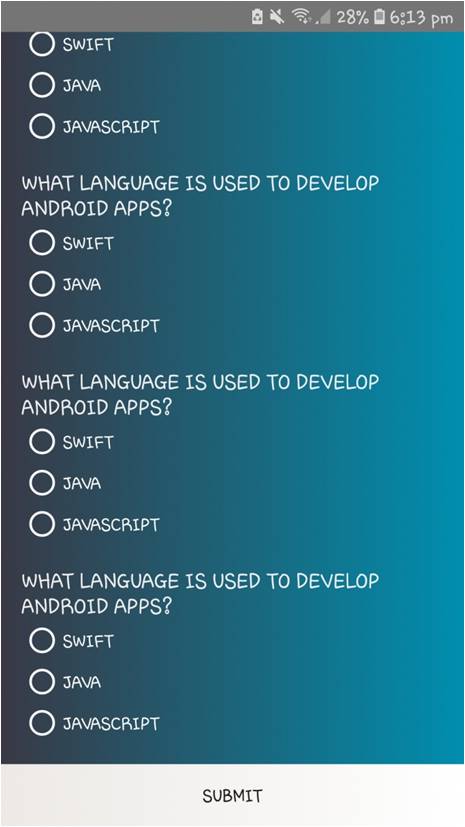 28% 6:13 pm
SWIFT
JAVA
JAVASCRIPT
WHAT LANGUAGE IS USED TO DEVELOP
ANDROID APPS?
SWIFT
JAVA
JAVASCRIPT
WHAT LANGUAGE IS USED TO DEVELOP
ANDROID APPS?
SWIFT
JAVA
JAVASCRIPT
WHAT LANGUAGE IS USED TO DEVELOP
ANDROID APPS?
SWIFT
JAVA
JAVASCRIPT
SUBMIT